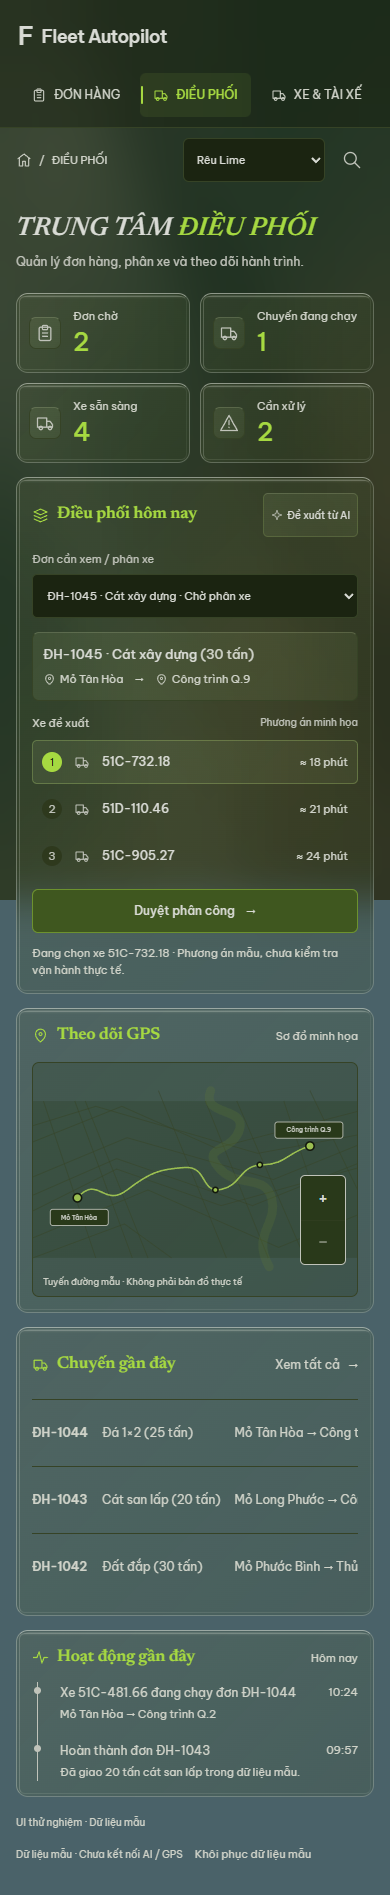 F Fleet Autopilot
ĐƠN HÀNG ĐIỀU PHỐI XE & TÀI XẾ
/ ĐIỀU PHỐI Rêu Lime
TRUNG TÂM ĐIỀU PHỐI
Quản lý đơn hàng, phân xe và theo dõi hành trình.
Đơn chờ
2
Chuyến đang chạy
1
Xe sẵn sàng
4
Cần xử lý
2
Điều phối hôm nay
Đề xuất từ AI
Đơn cần xem / phân xe
ĐH-1045 · Cát xây dựng · Chờ phân xe
ĐH-1045 · Cát xây dựng (30 tấn)
Mỏ Tân Hòa → Công trình Q.9
Xe đề xuất Phương án minh họa
1 51C-732.18 ≈ 18 phút
2 51D-110.46 ≈ 21 phút
3 51C-905.27 ≈ 24 phút
Duyệt phân công →
Đang chọn xe 51C-732.18 · Phương án mẫu, chưa kiểm tra
vận hành thực tế.
Theo dõi GPS Sơ đồ minh họa
Công trình Q.9
Mỏ Tân Hòa
+
−
Tuyến đường mẫu · Không phải bản đồ thực tế
Chuyến gần đây Xem tất cả →
ĐH-1044 Đá 1×2 (25 tấn) Mỏ Tân Hòa → Công t
ĐH-1043 Cát san lấp (20 tấn) Mỏ Long Phước → Cô
ĐH-1042 Đất đắp (30 tấn) Mỏ Phước Bình → Thủ
Hoạt động gần đây Hôm nay
Xe 51C-481.66 đang chạy đơn ĐH-1044 10:24
Mỏ Tân Hòa → Công trình Q.2
Hoàn thành đơn ĐH-1043 09:57
Đã giao 20 tấn cát san lấp trong dữ liệu mẫu.
UI thử nghiệm · Dữ liệu mẫu
Dữ liệu mẫu · Chưa kết nối AI / GPS Khôi phục dữ liệu mẫu